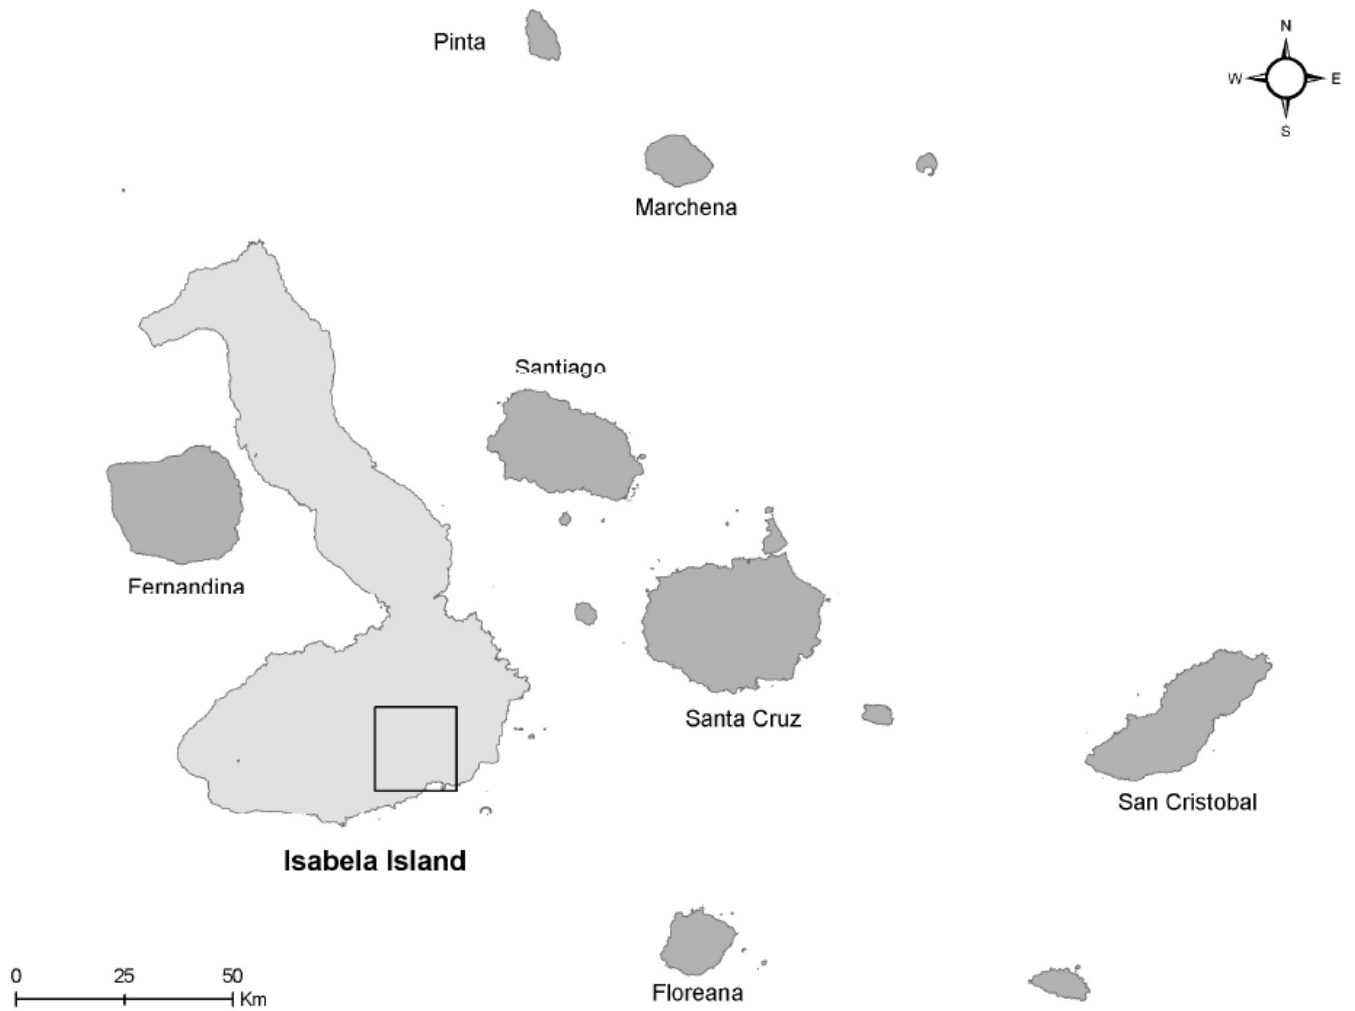 Pinta
N
W E
S
Marchena
Santiago
Fernandina
Santa Cruz
San Cristobal
Isabela Island
Floreana
0 25 50
Km